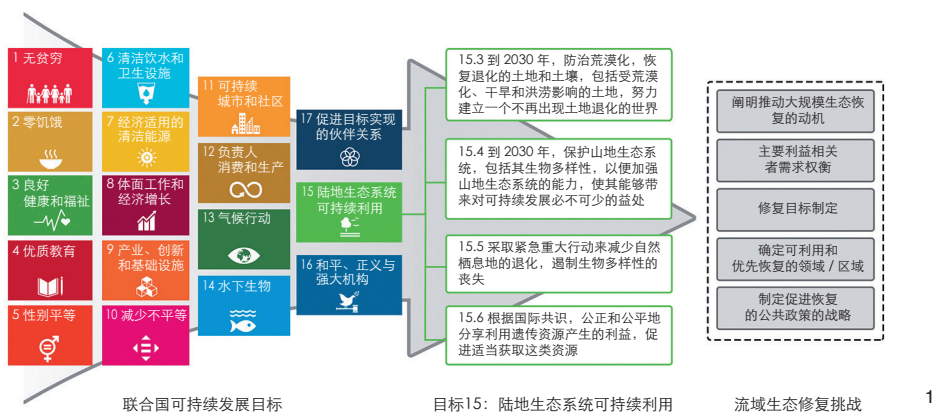 1 无贫穷
2 零饥饿
3 良好
健康和福祉
4 优质教育
5 性别平等
6 清洁饮水和
卫生设施
7 经济适用的
清洁能源
8 体面工作和
经济增长
9 产业、创新
和基础设施
10 减少不平等
11 可持续
城市和社区
12 负责人
消费和生产
13 气候行动
14 水下生物
17 促进目标实现
的伙伴关系
15 陆地生态系统
可持续利用
16 和平、正义与
强大机构
15.3 到 2030 年，防治荒漠化，恢
复退化的土地和土壤，包括受荒漠
化、干旱和洪涝影响的土地，努力
建立一个不再出现土地退化的世界
15.4 到 2030 年，保护山地生态系
统，包括其生物多样性，以便加强
山地生态系统的能力，使其能够带
来对可持续发展必不可少的益处
15.5 采取紧急重大行动来减少自然
栖息地的退化，遏制生物多样性的
丧失
15.6 根据国际共识，公正和公平地
分享利用遗传资源产生的利益，促
进适当获取这类资源
阐明推动大规模生态恢
复的动机
主要利益相关
者需求权衡
修复目标制定
确定可利用和
优先恢复的领域 / 区域
制定促进恢复
的公共政策的战略
联合国可持续发展目标
目标15：陆地生态系统可持续利用
流域生态修复挑战
1